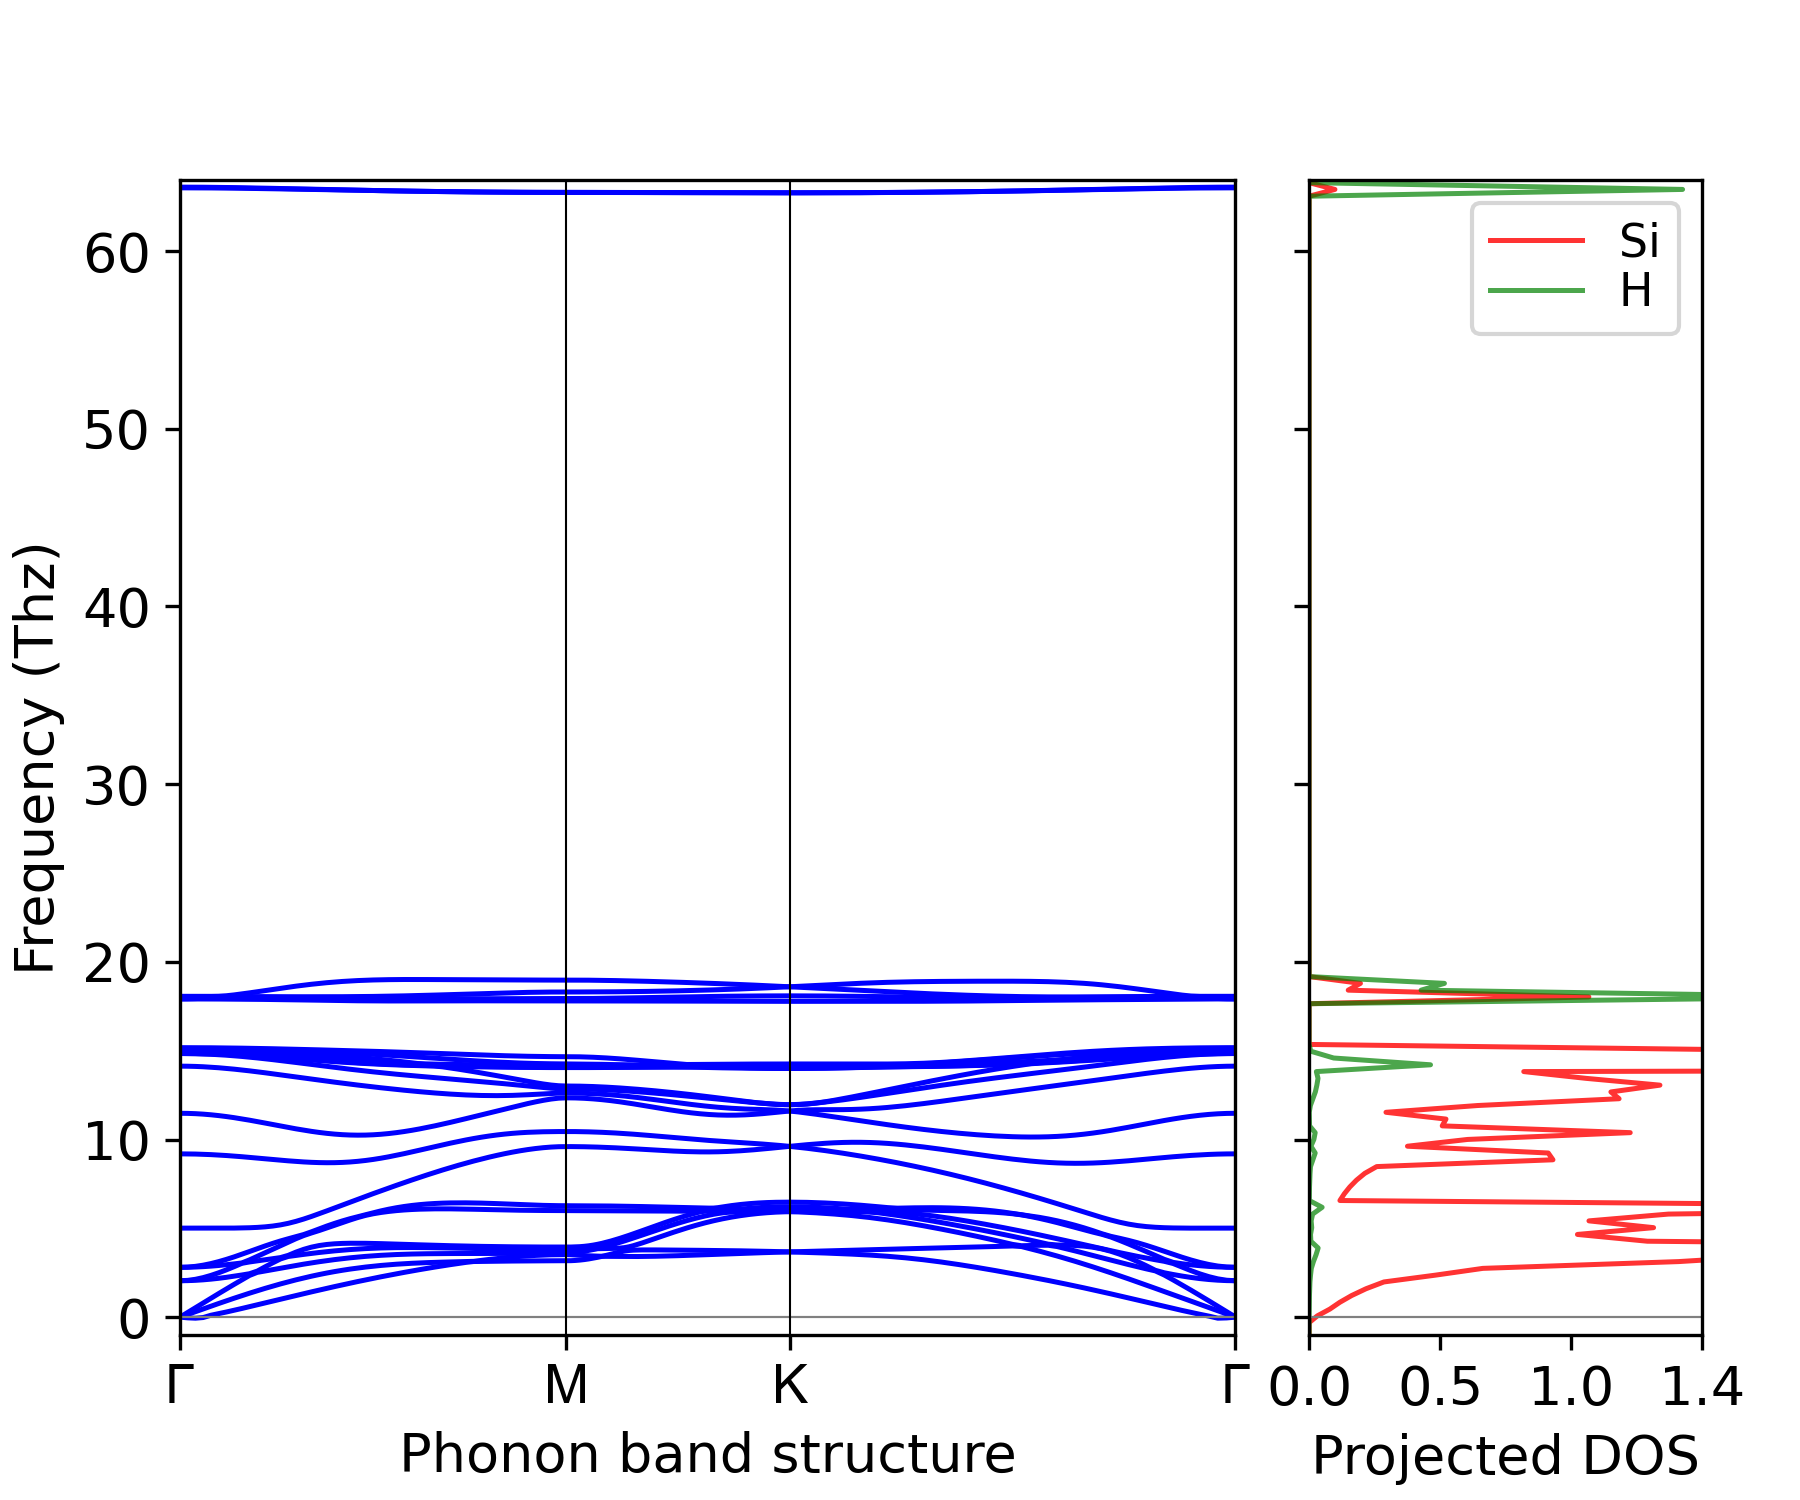 Frequency (Thz)
60
50
40
30
20
10
0
Γ M K Γ
Phonon band structure
Si
H
0.0 0.5 1.0 1.4
Projected DOS